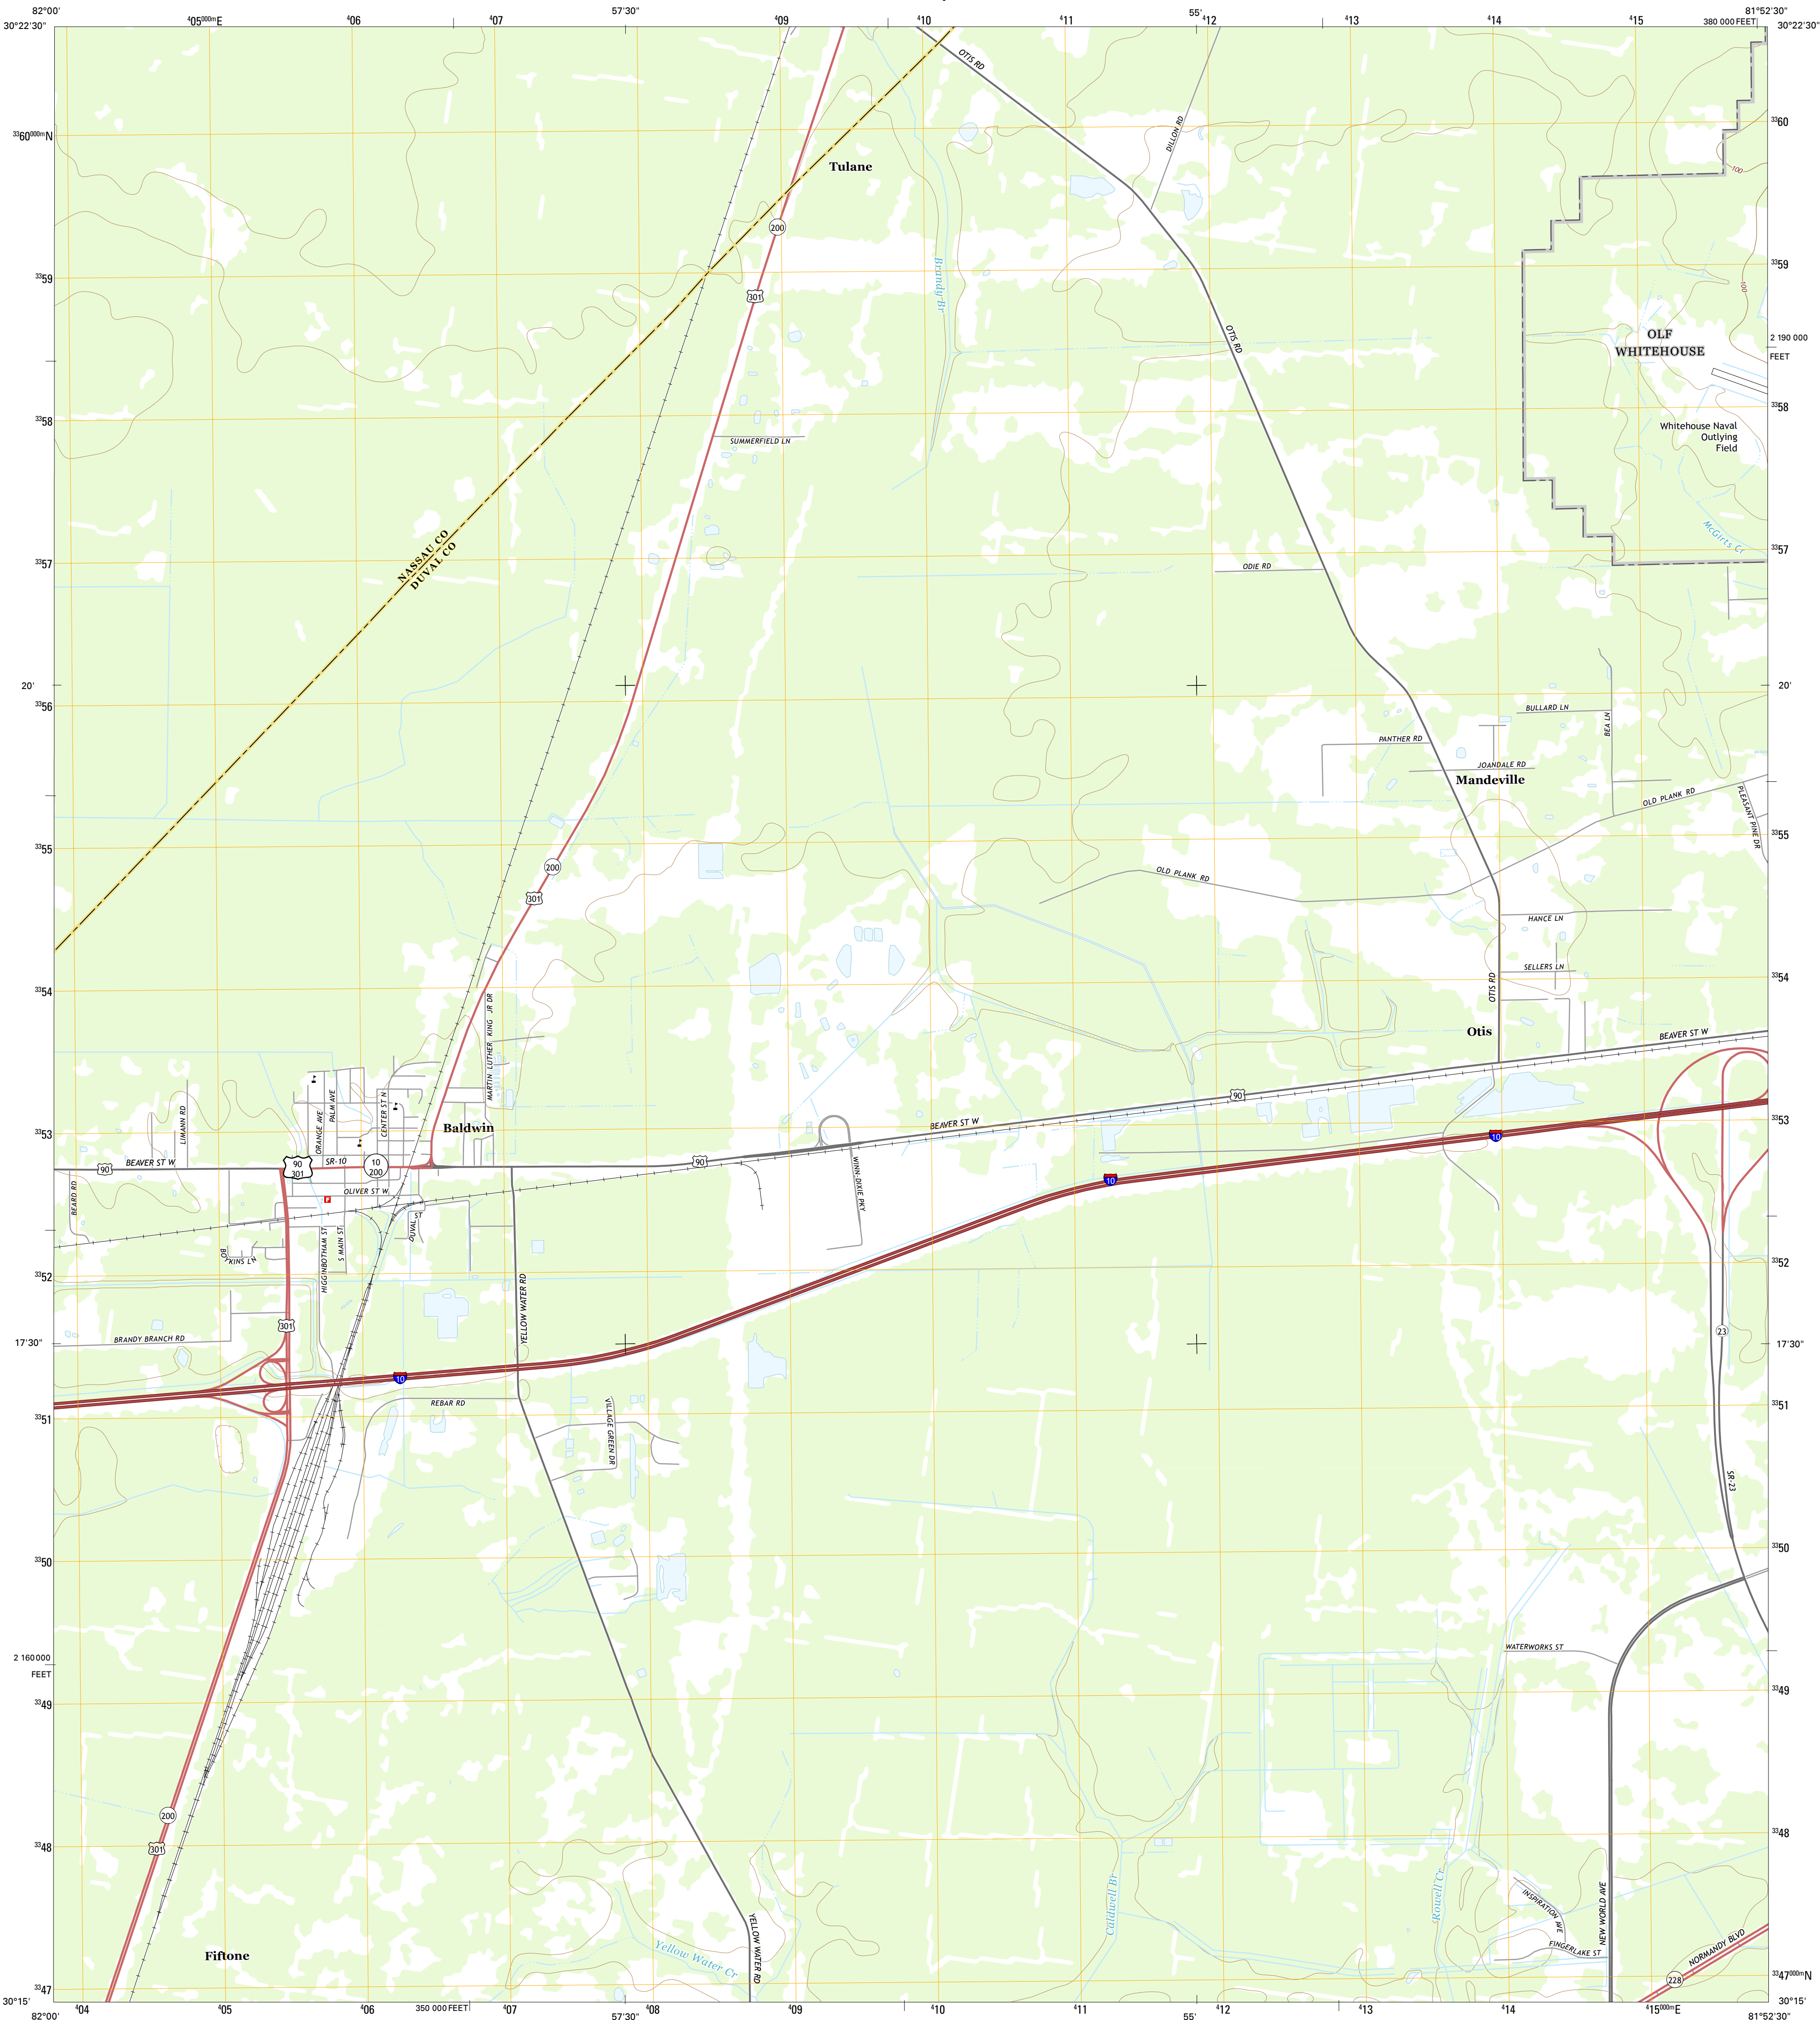 82°00'
⁴05⁰⁰⁰ᵐE
⁴06
⁴07
57'30"
⁴09
⁴10
⁴11
55'
⁴12
⁴13
⁴14
⁴15
380 000 FEET
81°52'30"
30°22'30"
30°22'30"
OTIS RD
DILLON RD
³³60⁰⁰⁰ᵐN
³³60
Tulane
100
200
³³59
³³59
Brandy Br
301
100
OTIS RD
OLF
WHITEHOUSE
2 190 000
FEET
³³58
³³58
Whitehouse Naval
Outlying
Field
SUMMERFIELD LN
McGirts Cr
NASSAU CO
DUVAL CO
³³57
³³57
ODIE RD
20'
20'
³³56
³³56
BULLARD LN
BEA LN
PANTHER RD
JOANDALE RD
Mandeville
OLD PLANK RD
PLEASANT PINE DR
³³55
³³55
200
OLD PLANK RD
301
HANCE LN
SELLERS LN
³³54
³³54
OTIS RD
MARTIN LUTHER KING JR DR
Otis
BEAVER ST W
90
PALM AVE
ORANGE AVE
CENTER ST N
LIMANN RD
Baldwin
BEAVER ST W
³³53
³³53
10
90
BEAVER ST W
90
301
SR-10
10
200
90
WINN-DIXIE PKY
10
OLIVER ST W
BEARD RD
DUVAL ST
HIGGINBOTHAM ST
S MAIN ST
BOTKINS LN
³³52
³³52
YELLOW WATER RD
301
BRANDY BRANCH RD
23
17'30"
17'30"
10
REBAR RD
VILLAGE GREEN DR
³³51
³³51
SR-23
³³50
³³50
WATERWORKS ST
2 160 000
FEET
³³49
³³49
200
301
³³48
³³48
Caldwell Br
Rowell Cr
INSPIRATION AVE
NEW WORLD AVE
YELLOW WATER RD
Yellow Water Cr
FINGERLAKE ST
NORMANDY BLVD
Fiftone
228
³³47
³³47⁰⁰⁰ᵐN
30°15'
30°15'
82°00'
⁴04
⁴05
⁴06
350 000 FEET
⁴07
57'30"
⁴08
⁴09
⁴10
⁴11
55'
⁴12
⁴13
⁴14
⁴15⁰⁰⁰ᵐE
81°52'30"